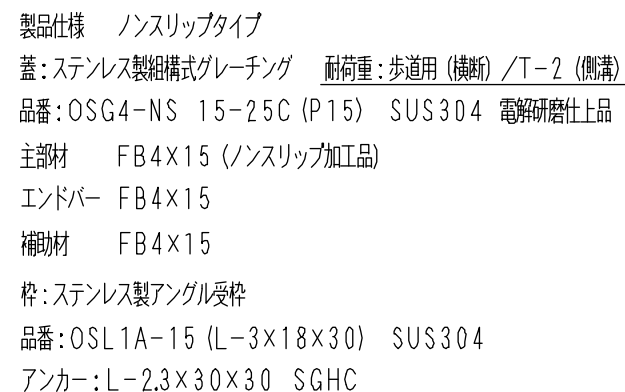 製品仕様　ノンスリップタイプ
蓋：ステンレス製組構式グレーチング　耐荷重：歩道用（横断）／T－2（側溝）
品番：OSG4－NS 15－25C（P15）　SUS304 電解研磨仕上品
主部材　FB4×15（ノンスリップ加工品）
エンドバー　FB4×15
補助材　FB4×15
枠：ステンレス製アングル受枠
品番：OSL1A－15（L－3×18×30）　SUS304
アンカー：L－2.3×30×30　SGHC